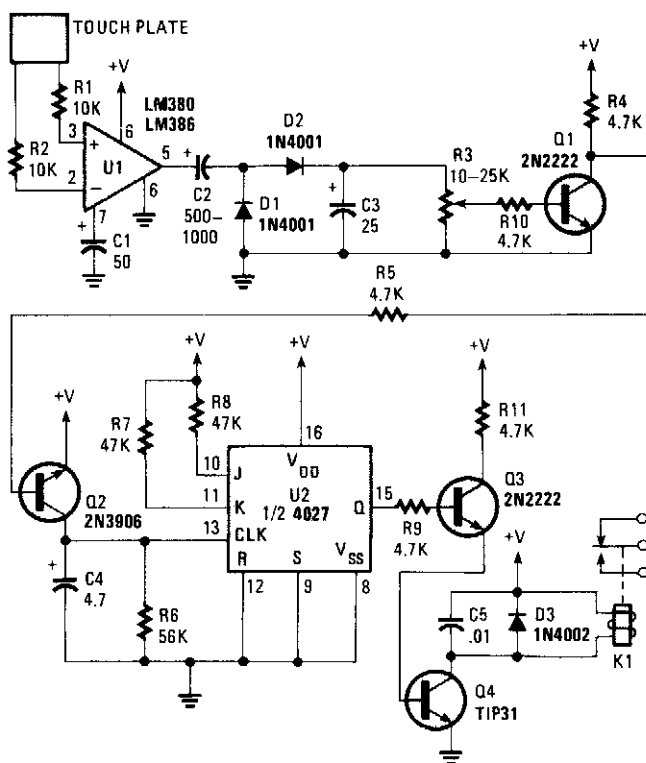 TOUCH PLATE
+V
R1
10K
LM380
LM386
R2
10K
3
+
6
U1
5
2
−
7
6
+
C1
50
+
C2
500–
1000
D2
1N4001
D1
1N4001
+
C3
25
R3
10–25K
R10
4.7K
Q1
2N2222
+V
R4
4.7K
R5
4.7K
+V
Q2
2N3906
+
C4
4.7
R6
56K
+V
R7
47K
R8
47K
+V
16
VDD
10
J
U2
11
K
1/2 4027
Q
15
13
CLK
R
S
VSS
12
9
8
R9
4.7K
+V
R11
4.7K
Q3
2N2222
+V
C5
.01
D3
1N4002
K1
Q4
TIP31